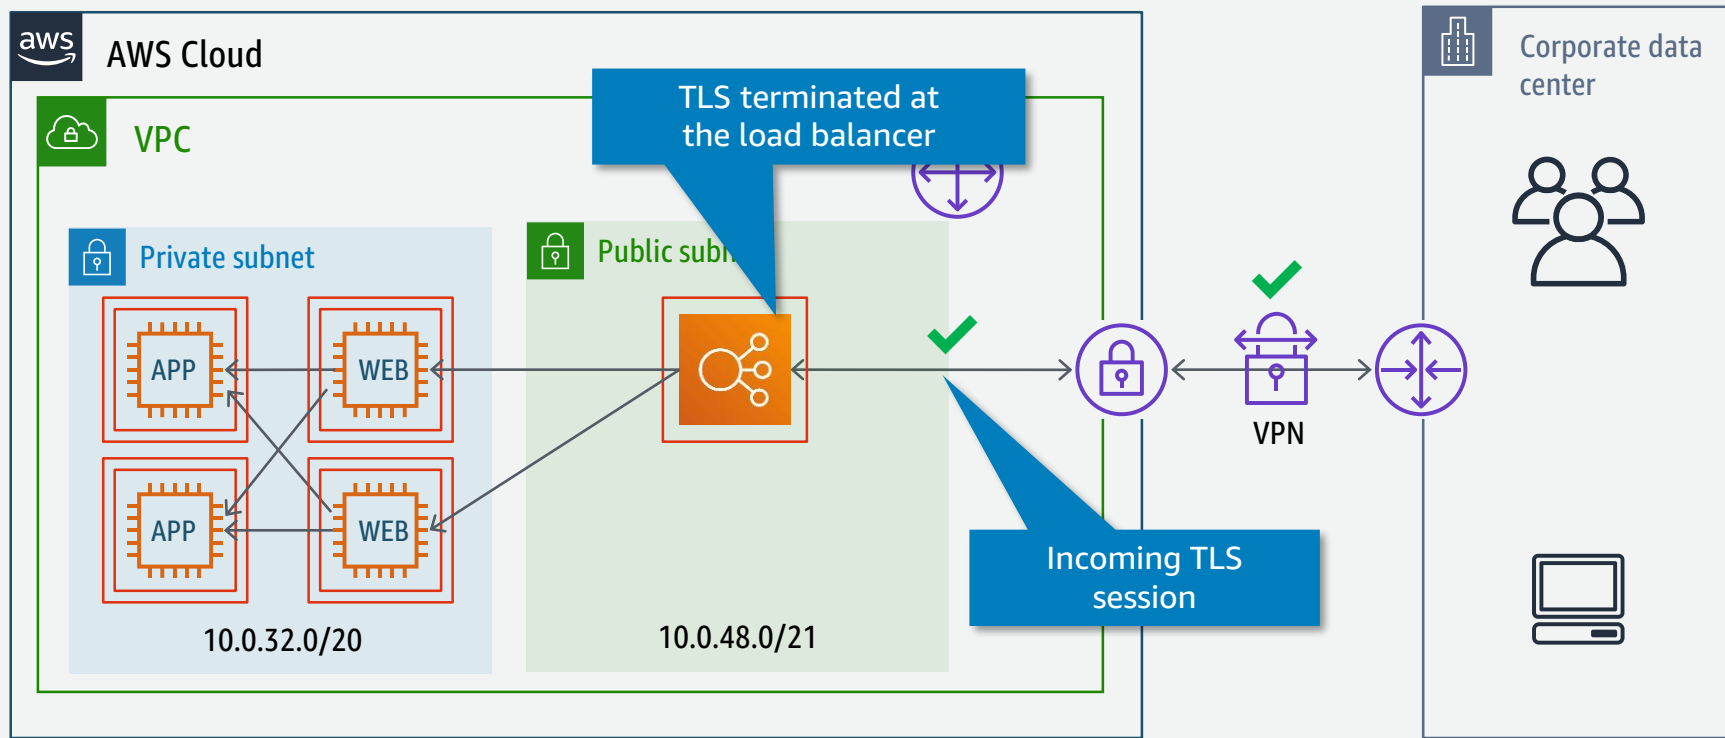 aws
AWS Cloud
VPC
TLS terminated at
the load balancer
Corporate data
center
Private subnet
Public
APP
WEB
APP
WEB
VPN
Incoming TLS
session
10.0.32.0/20
10.0.48.0/21